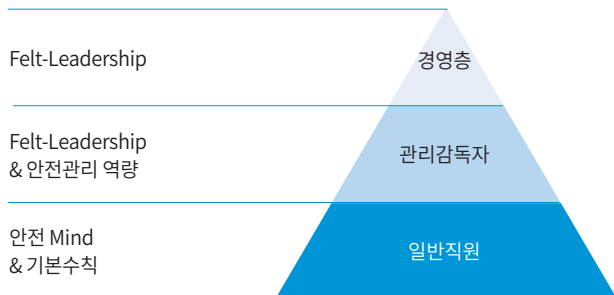 Felt-Leadership
경영층
Felt-Leadership
& 안전관리 역량
관리감독자
안전 Mind
& 기본수칙
일반직원